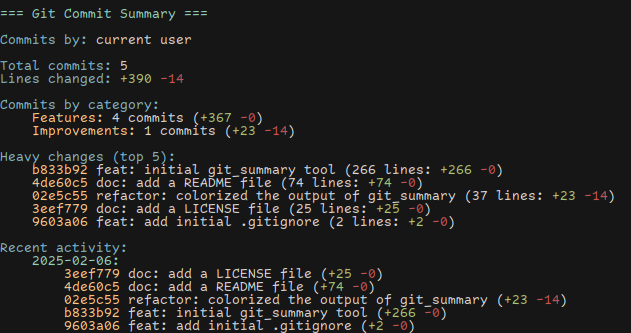 === Git Commit Summary ===
Commits by: current user
Total commits: 5
Lines changed: +390 -14
Commits by category:
Features: 4 commits (+367 -0)
Improvements: 1 commits (+23 -14)
Heavy changes (top 5):
b833b92 feat: initial git_summary tool (266 lines: +266 -0)
4de60c5 doc: add a README file (74 lines: +74 -0)
02e5c55 refactor: colorized the output of git_summary (37 lines: +23 -14)
3eef779 doc: add a LICENSE file (25 lines: +25 -0)
9603a06 feat: add initial .gitignore (2 lines: +2 -0)
Recent activity:
2025-02-06:
3eef779 doc: add a LICENSE file (+25 -0)
4de60c5 doc: add a README file (+74 -0)
02e5c55 refactor: colorized the output of git_summary (+23 -14)
b833b92 feat: initial git_summary tool (+266 -0)
9603a06 feat: add initial .gitignore (+2 -0)